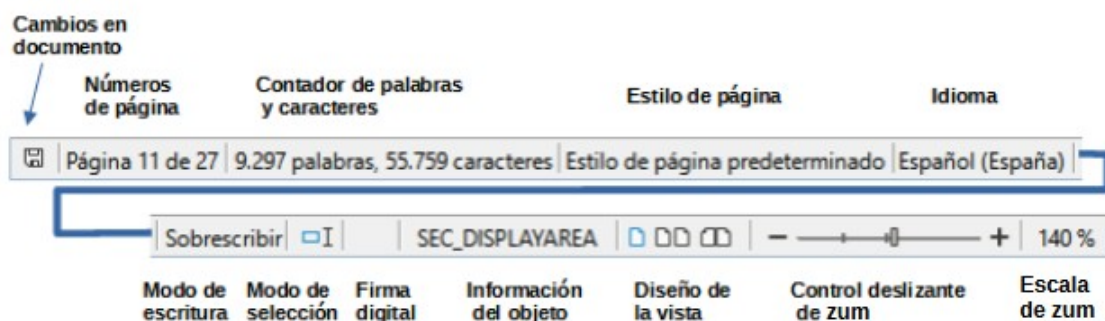 Cambios en
documento
Números
de página
Contador de palabras
y caracteres
Estilo de página
Idioma
Página 11 de 27 9.297 palabras, 55.759 caracteres Estilo de página predeterminado Español (España)
Sobrescribir SEC_DISPLAYAREA 140 %
Modo de
escritura
Modo de
selección
Firma
digital
Información
del objeto
Diseño de
la vista
Control deslizante
de zum
Escala
de zum